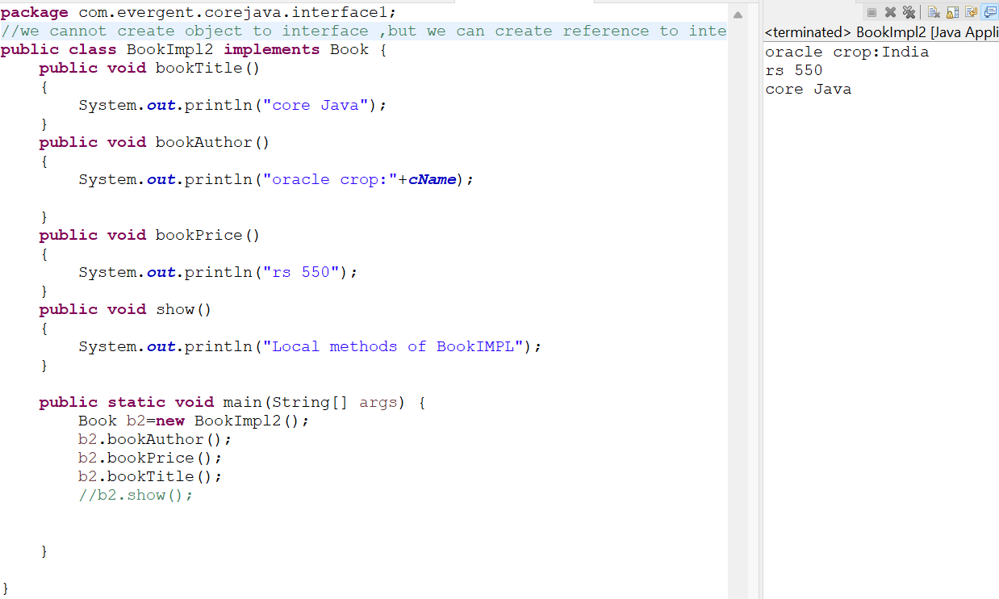 package com.evergent.corejava.interface1;
//we cannot create object to interface ,but we can create reference to inte
public class BookImpl2 implements Book {
public void bookTitle()
{
System.out.println("core Java");
}
public void bookAuthor()
{
System.out.println("oracle crop:"+cName);
}
public void bookPrice()
{
System.out.println("rs 550");
}
public void show()
{
System.out.println("Local methods of BookIMPL");
}
public static void main(String[] args) {
Book b2=new BookImpl2();
b2.bookAuthor();
b2.bookPrice();
b2.bookTitle();
//b2.show();
}
}
<terminated> BookImpl2 [Java Appli
oracle crop:India
rs 550
core Java